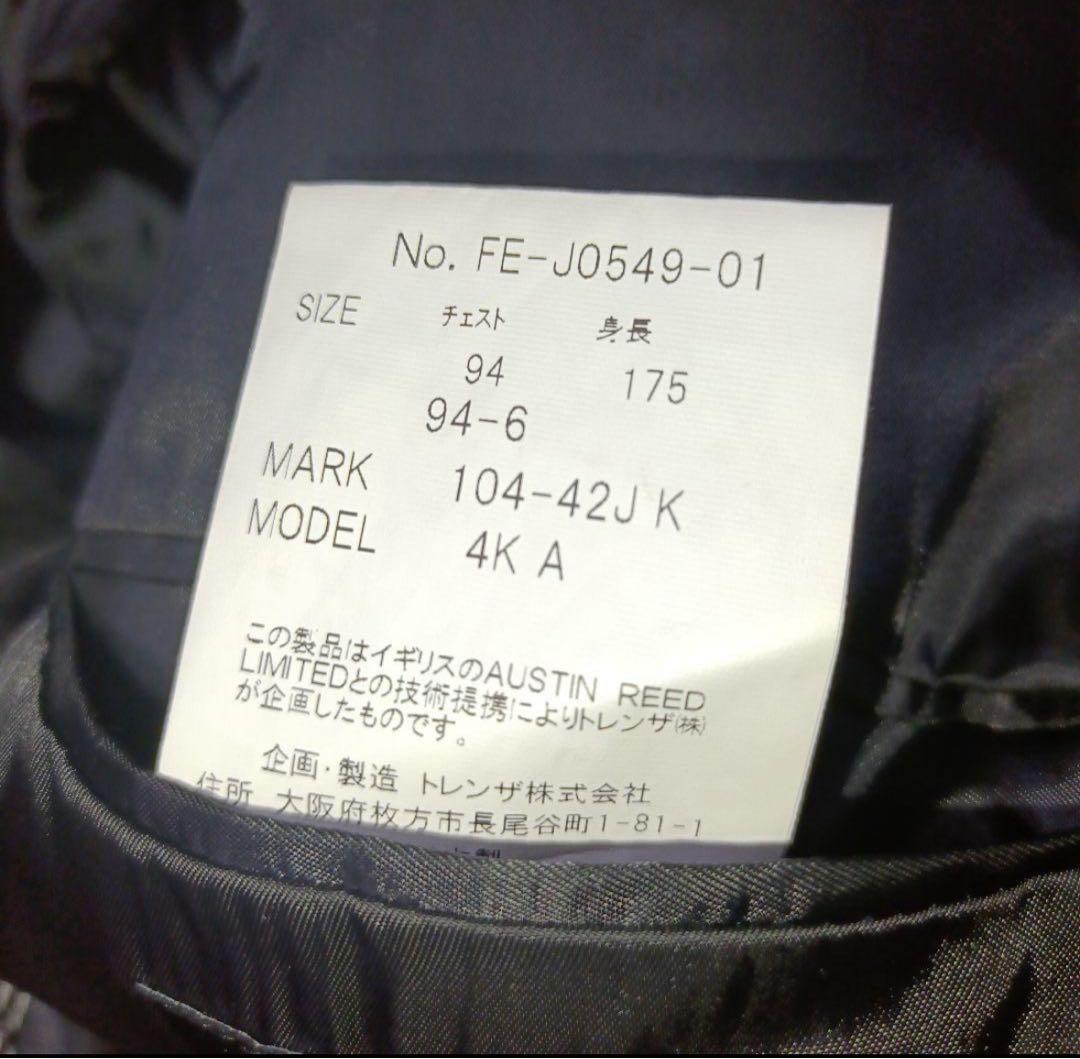 No. FE-J0549-01
SIZE チェスト 身長
94 175
94-6
MARK 104-42J K
MODEL 4K A
この製品はイギリスのAUSTIN REED
LIMITEDとの技術提携によりトレンザ㈱
が企画したものです。
企画・製造 トレンザ株式会社
住所 大阪府枚方市長尾谷町1-81-1